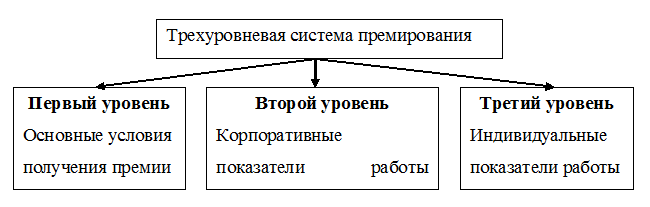 Трехуровневая система премирования
Первый уровень
Основные условия
получения премии
Второй уровень
Корпоративные
показатели работы
Третий уровень
Индивидуальные
показатели работы